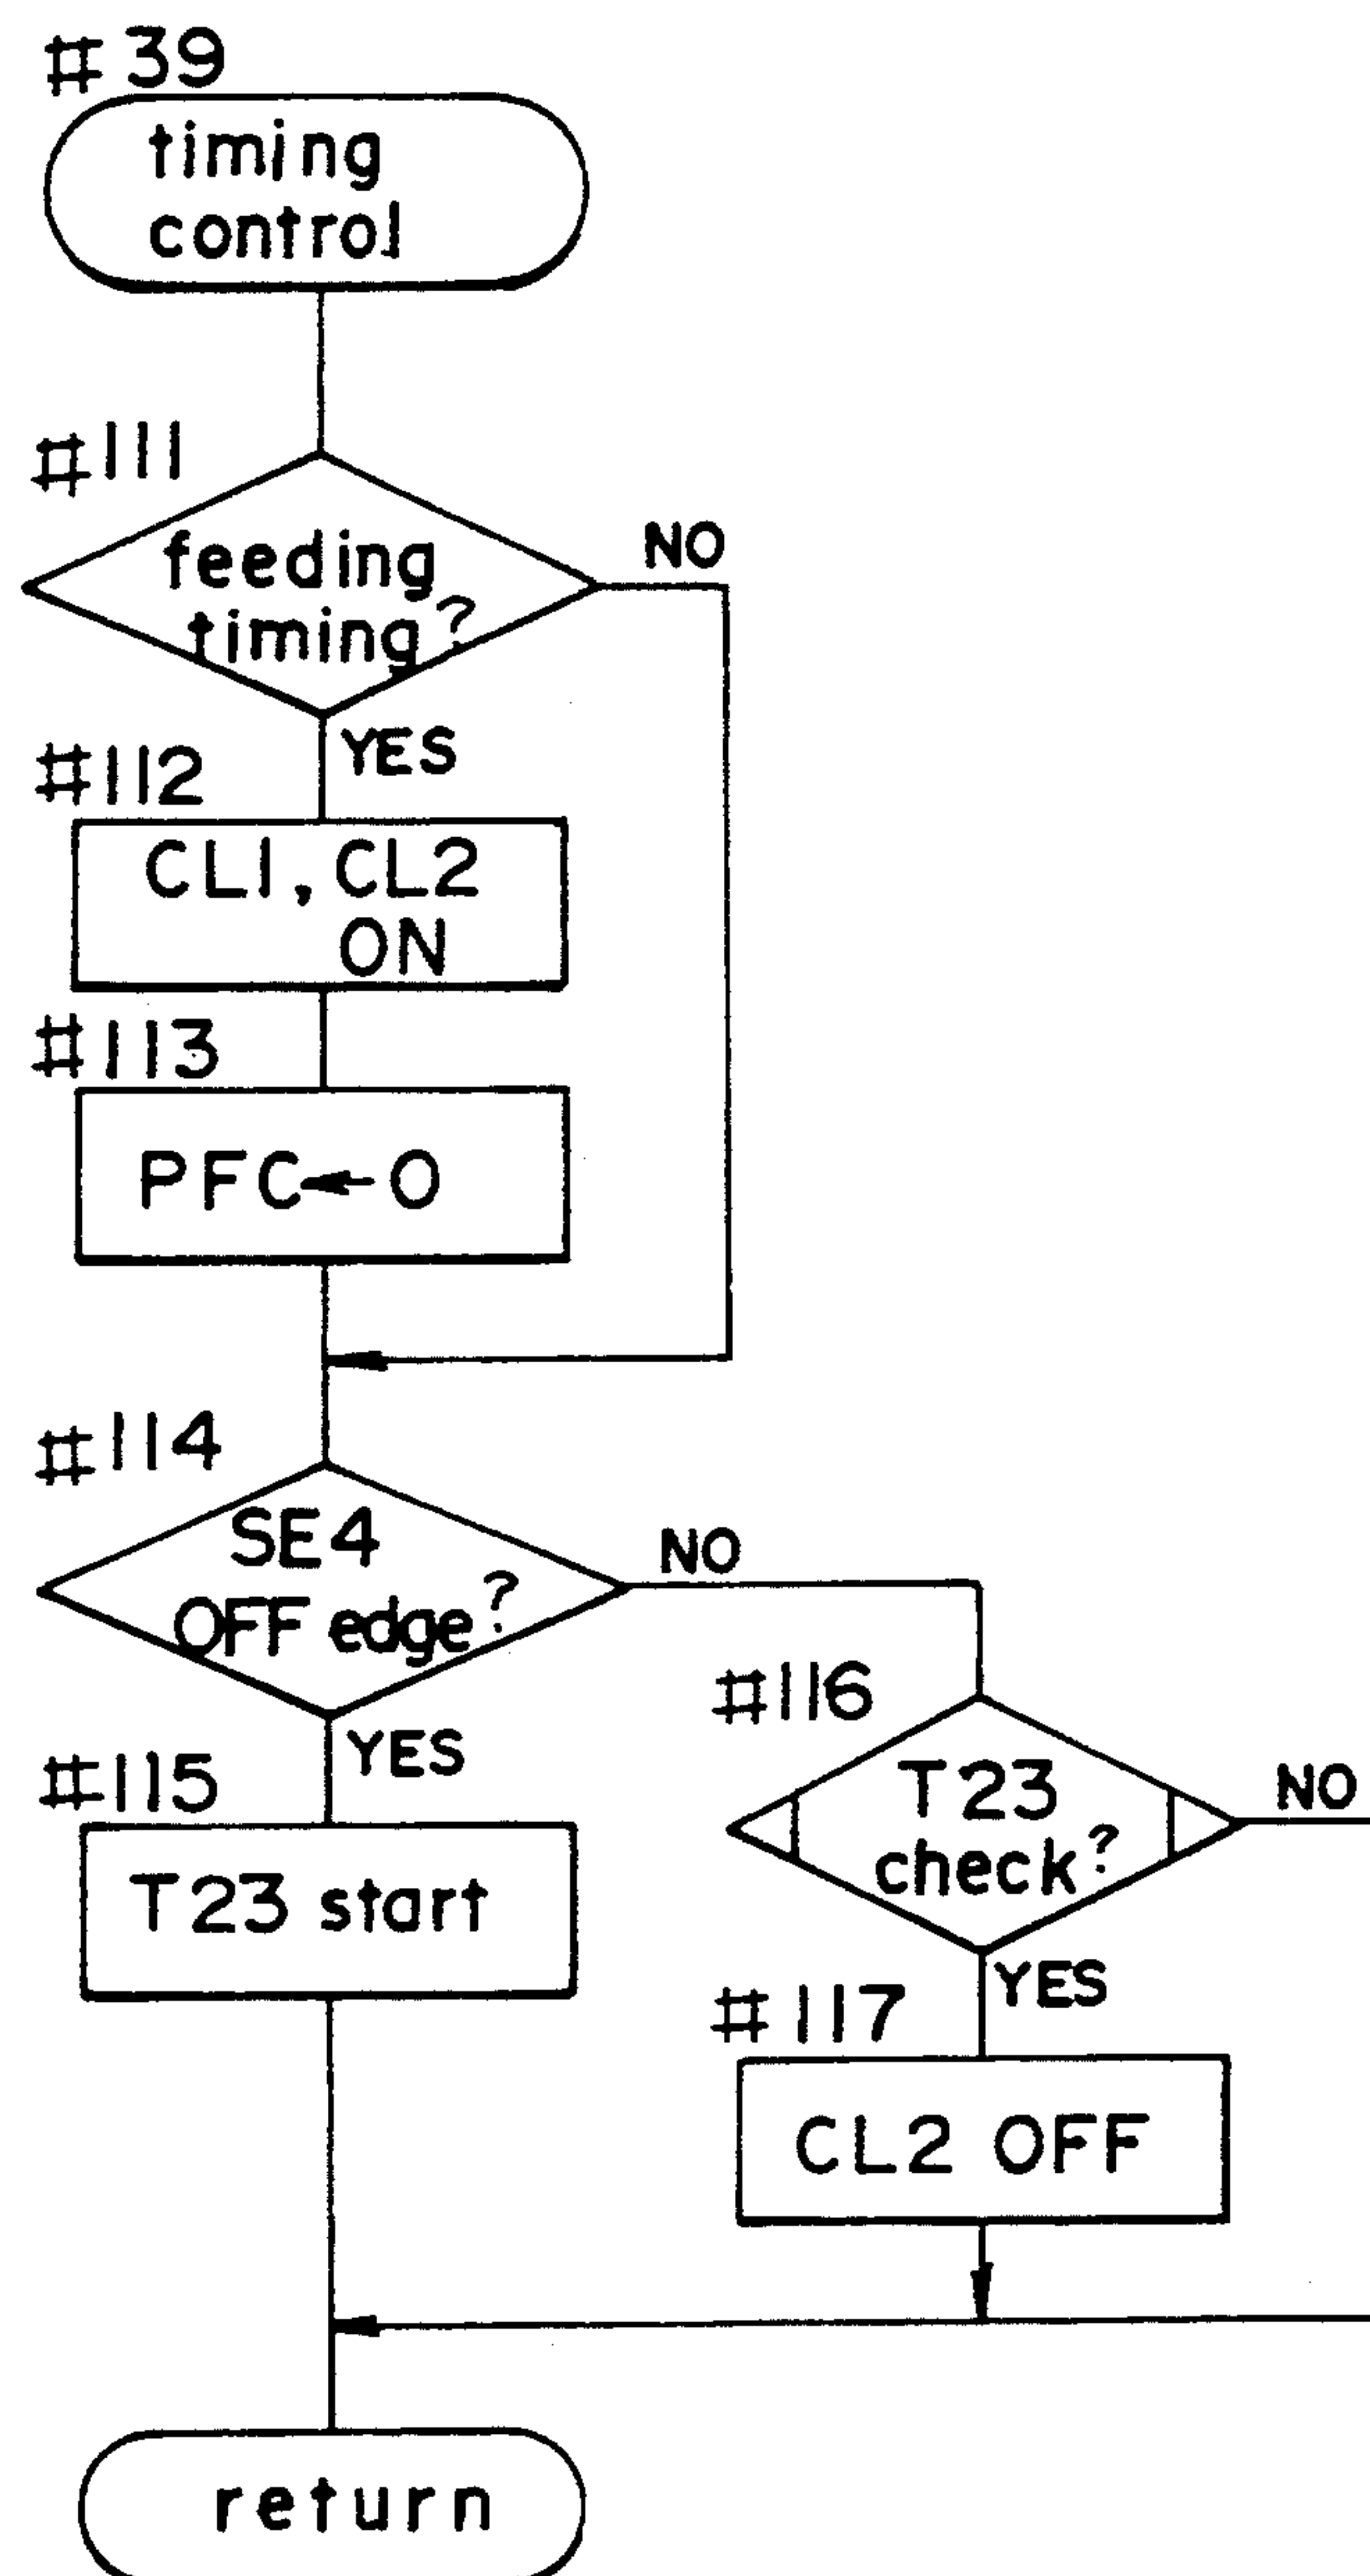 #39
timing
control
#111
feeding
timing?
NO
YES
#112
CL1, CL2
ON
#113
PFC←0
#114
SE4
OFF edge?
NO
YES
#115
T23 start
#116
T23
check?
NO
YES
#117
CL2 OFF
return